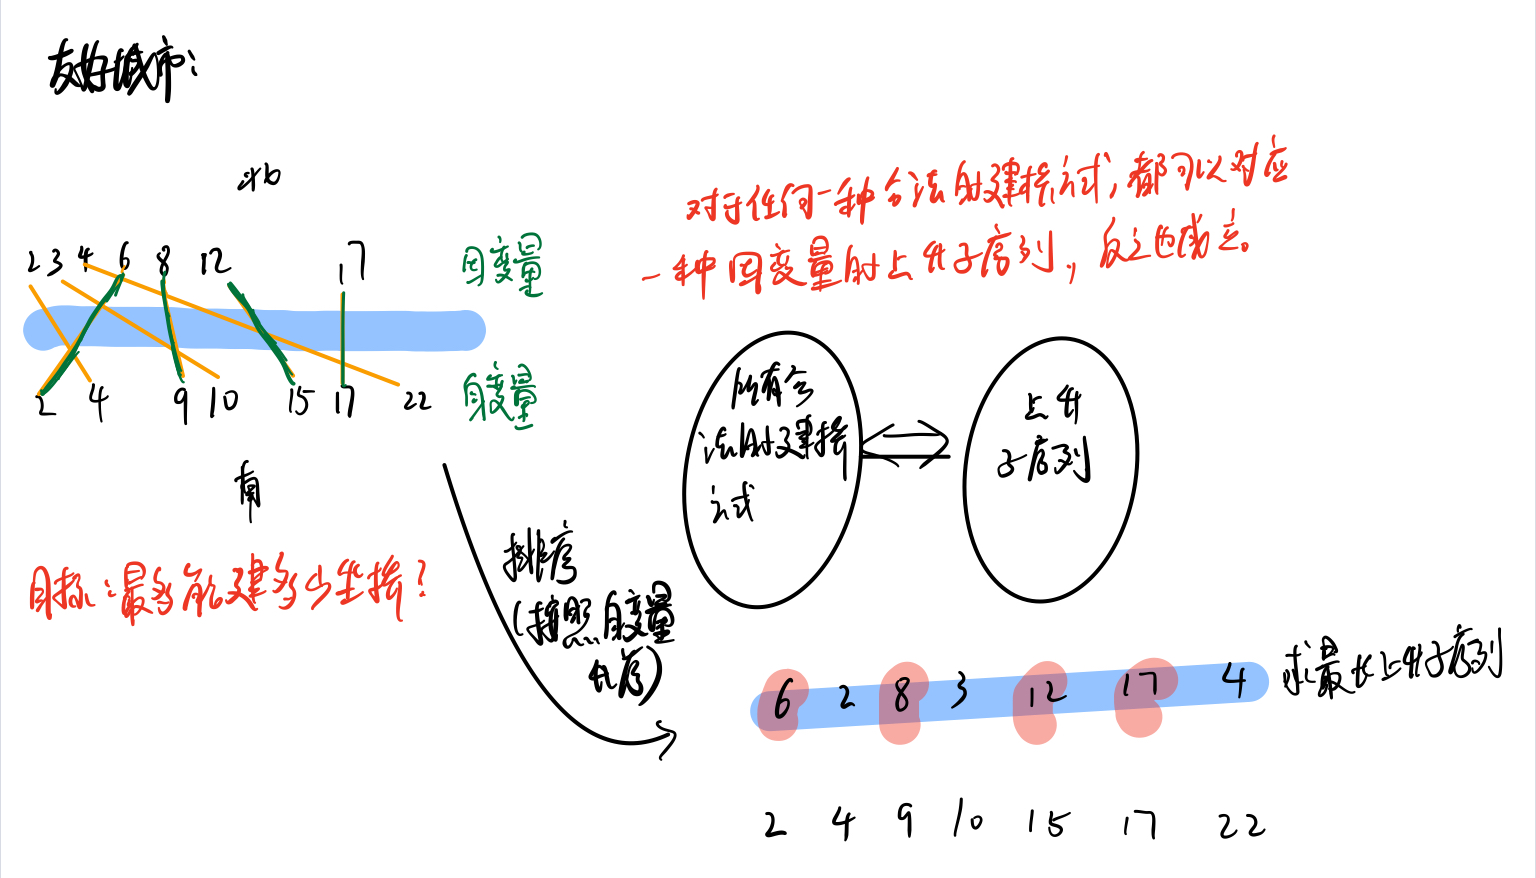 友好城市：
北
2 3 4 6 8 12 17 因变量
2 4 9 10 15 17 22 自变量
南
目标：最多能建多少坐桥？
对于任何一种合法的建桥方式，都可以对应
一种因变量的上升子序列，反之也成立。
所有合
法的建桥
方式
上升
子序列
排序
（按照自变量
升序）
6 2 8 3 12 17 4 求最长上升子序列
2 4 9 10 15 17 22